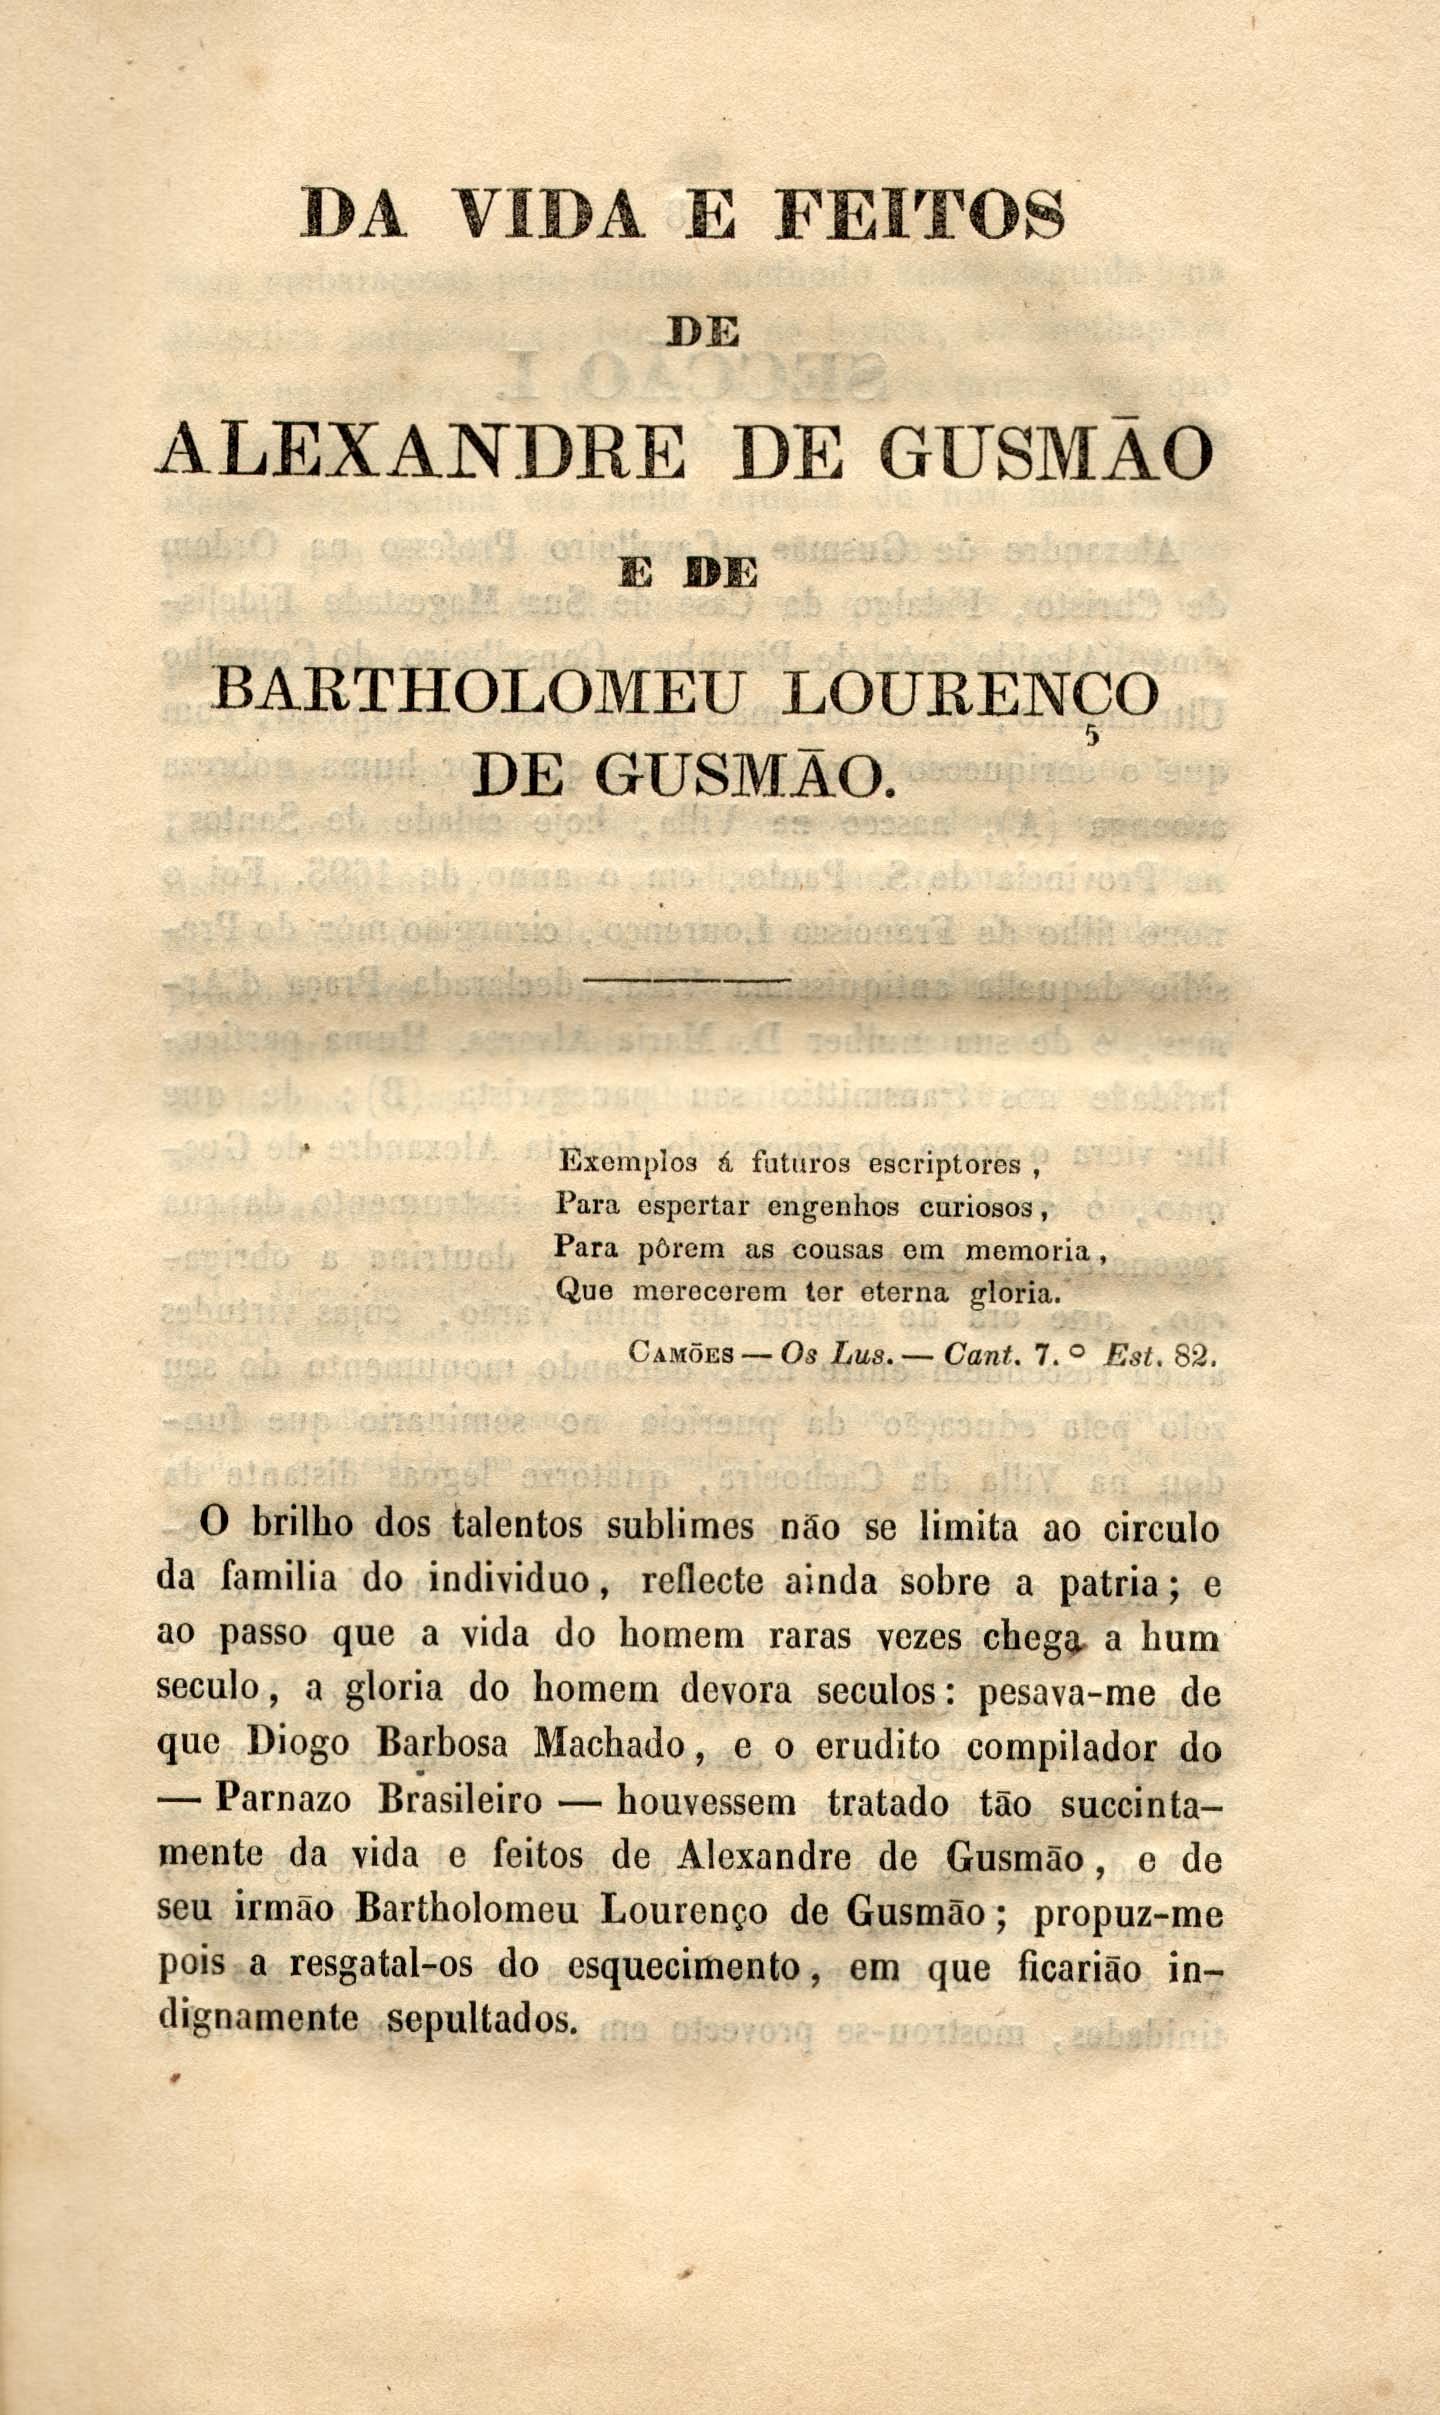 DA VIDA E FEITOS
DE
ALEXANDRE DE GUSMÃO
E DE
BARTHOLOMEU LOURENÇO
5
DE GUSMÃO.
Exemplos á futuros escriptores,
Para espertar engenhos curiosos,
Para pôrem as cousas em memoria,
Que merecerem ter eterna gloria.
CAMÕES — Os Lus. — Cant. 7.º Est. 82.
O brilho dos talentos sublimes não se limita ao circulo
da familia do individuo, reflecte ainda sobre a patria; e
ao passo que a vida do homem raras vezes chega a hum
seculo, a gloria do homem devora seculos: pesava-me de
que Diogo Barbosa Machado, e o erudito compilador do
— Parnazo Brasileiro — houvessem tratado tão succinta-
mente da vida e feitos de Alexandre de Gusmão, e de
seu irmão Bartholomeu Lourenço de Gusmão; propuz-me
pois a resgatal-os do esquecimento, em que ficarião in-
dignamente sepultados.